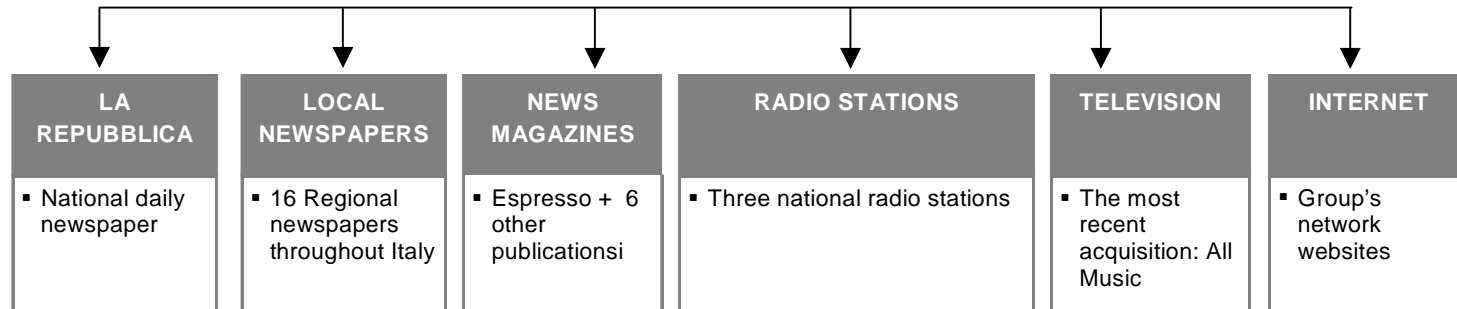 LA
REPUBBLICA
LOCAL
NEWSPAPERS
NEWS
MAGAZINES
RADIO STATIONS
TELEVISION
INTERNET
▪ National daily
newspaper
▪ 16 Regional
newspapers
throughout Italy
▪ Espresso + 6
other
publicationsi
▪ Three national radio stations
▪ The most
recent
acquisition: All
Music
▪ Group's
network
websites